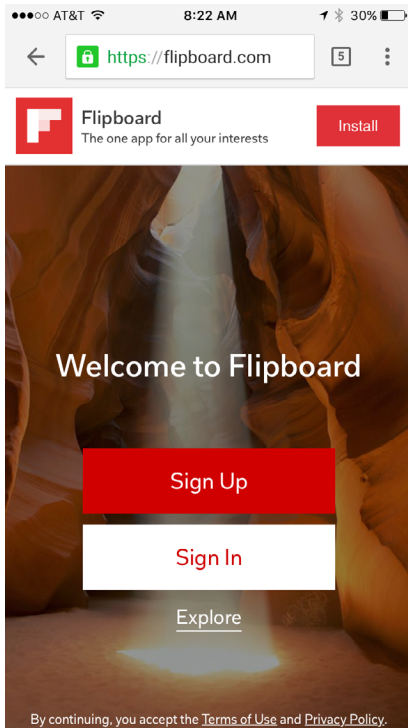 AT&T 8:22 AM 30%
https://flipboard.com 5
Flipboard
The one app for all your interests
Install
Welcome to Flipboard
Sign Up
Sign In
Explore
By continuing, you accept the Terms of Use and Privacy Policy.